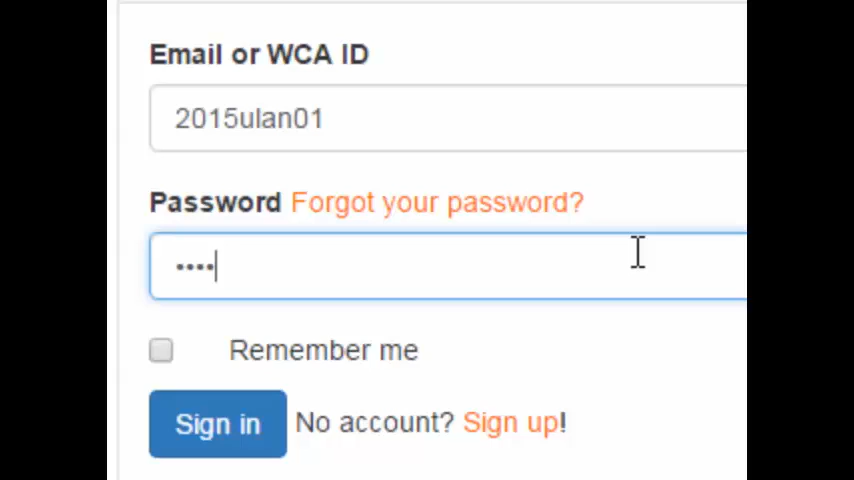 Email or WCA ID
2015ulan01
Password Forgot your password?
••••
Remember me
Sign in No account? Sign up!